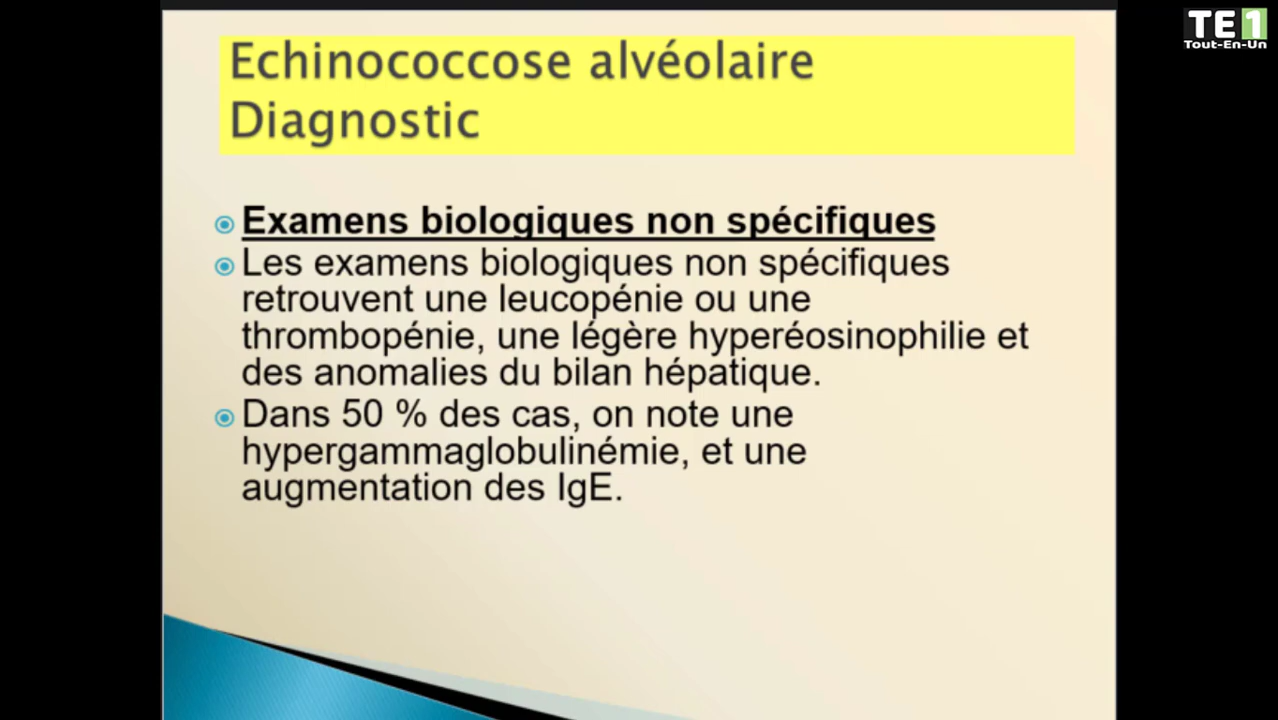 TE1
Tout-En-Un
Echinococcose alvéolaire
Diagnostic
Examens biologiques non spécifiques
Les examens biologiques non spécifiques
retrouvent une leucopénie ou une
thrombopénie, une légère hyperéosinophilie et
des anomalies du bilan hépatique.
Dans 50 % des cas, on note une
hypergammaglobulinémie, et une
augmentation des IgE.